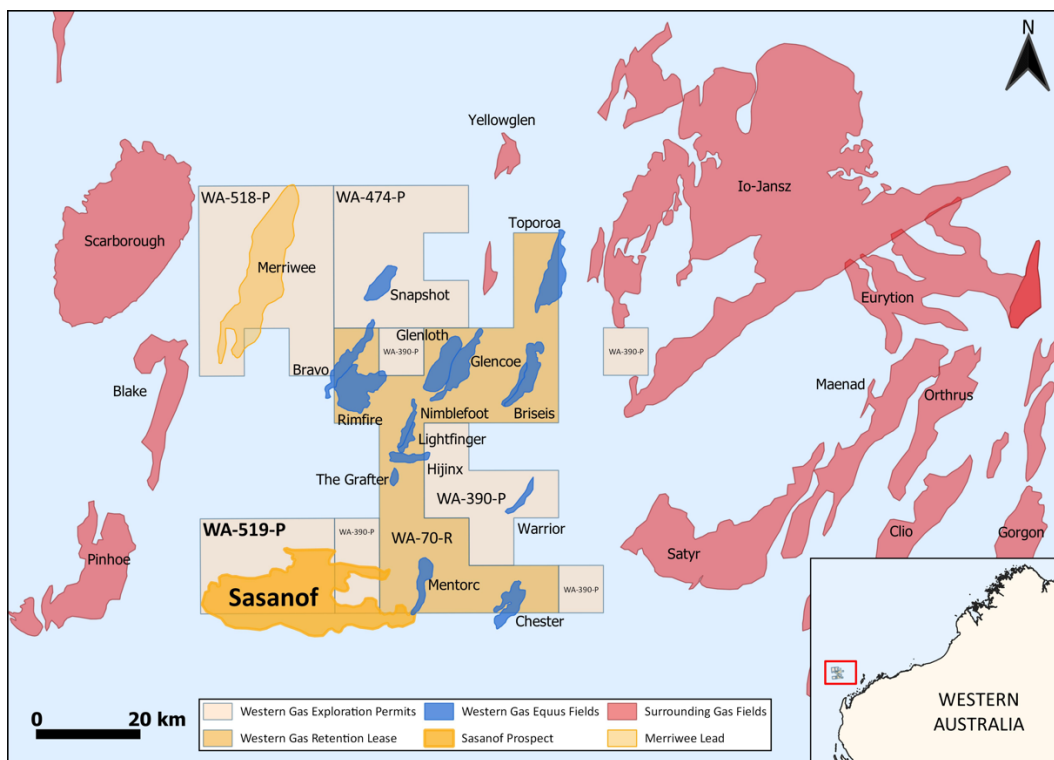 N
Yellowglen
Io-Jansz
WA-518-P
WA-474-P
Toporoa
Scarborough
Merriwee
Snapshot
Eurytion
Glenloth
WA-390-P
Glencoe
WA-390-P
Bravo
Maenad
Blake
Orthrus
Rimfire
Nimblefoot
Briseis
Lightfinger
Hijinx
The Grafter
WA-390-P
WA-519-P
WA-390-P
WA-70-R
Warrior
Satyr
Clio
Gorgon
Pinhoe
Sasanof
Mentorc
WA-390-P
Chester
WESTERN
AUSTRALIA
0 20 km
Western Gas Exploration Permits
Western Gas Equus Fields
Surrounding Gas Fields
Western Gas Retention Lease
Sasanof Prospect
Merriwee Lead